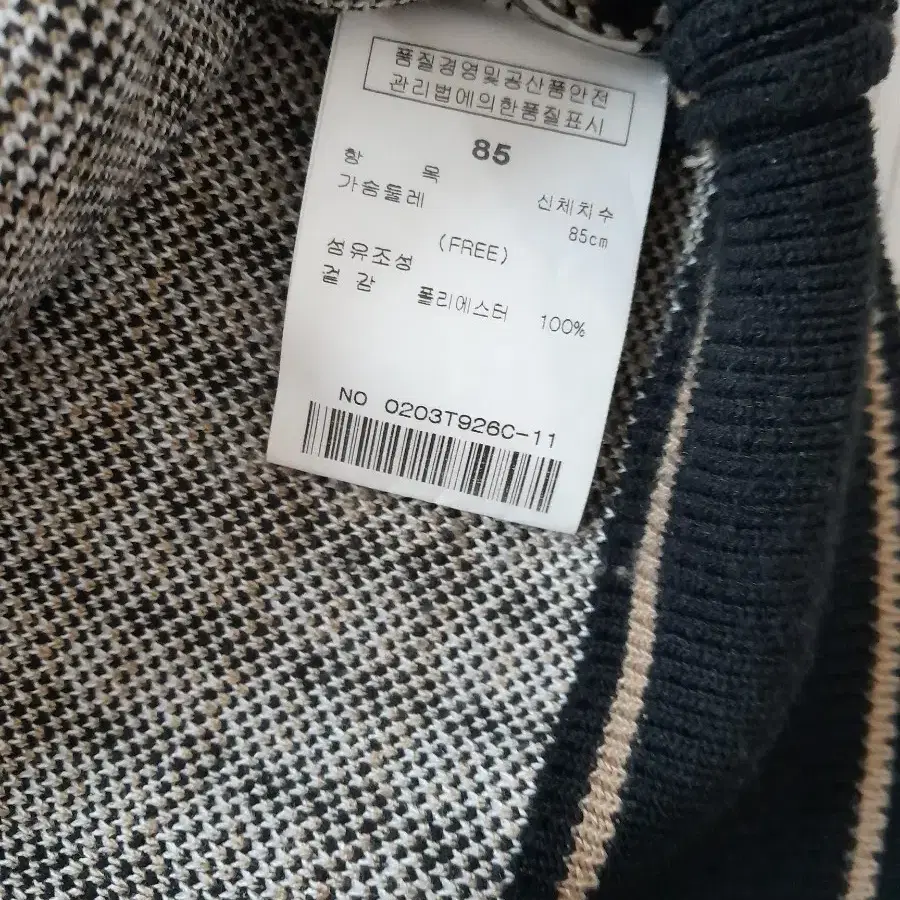 품질경영및공산품안전
관리법에의한품질표시
85
항 목 신체치수
가슴둘레 85cm
(FREE)
섬유조성
겉 감 폴리에스터 100%
NO 0203T926C-11